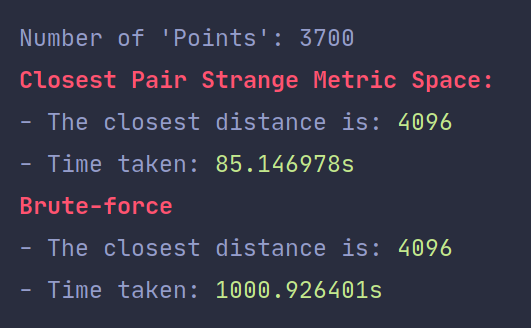 Number of 'Points': 3700
Closest Pair Strange Metric Space:
- The closest distance is: 4096
- Time taken: 85.146978s
Brute-force
- The closest distance is: 4096
- Time taken: 1000.926401s